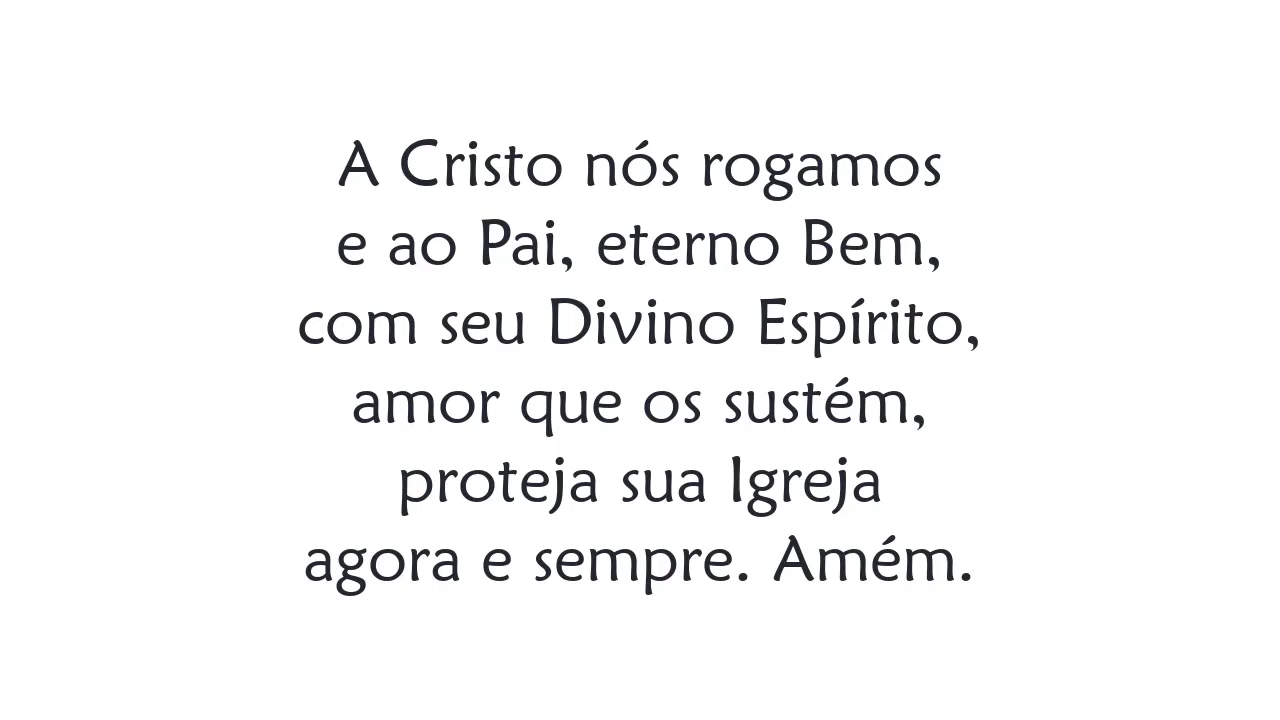 A Cristo nós rogamos
e ao Pai, eterno Bem,
com seu Divino Espírito,
amor que os sustém,
proteja sua Igreja
agora e sempre. Amém.